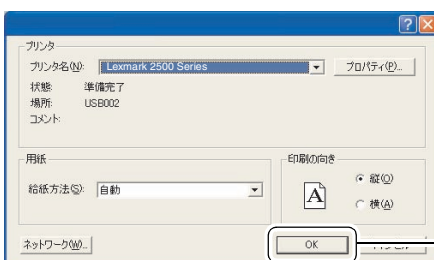 プリンタ
プリンタ名(N): Lexmark 2500 Series プロパティ(P)...
状態: 準備完了
場所: USB002
コメント:
用紙 印刷の向き
給紙方法(S): 自動 縦(O)
A 横(A)
ネットワーク(W)... OK